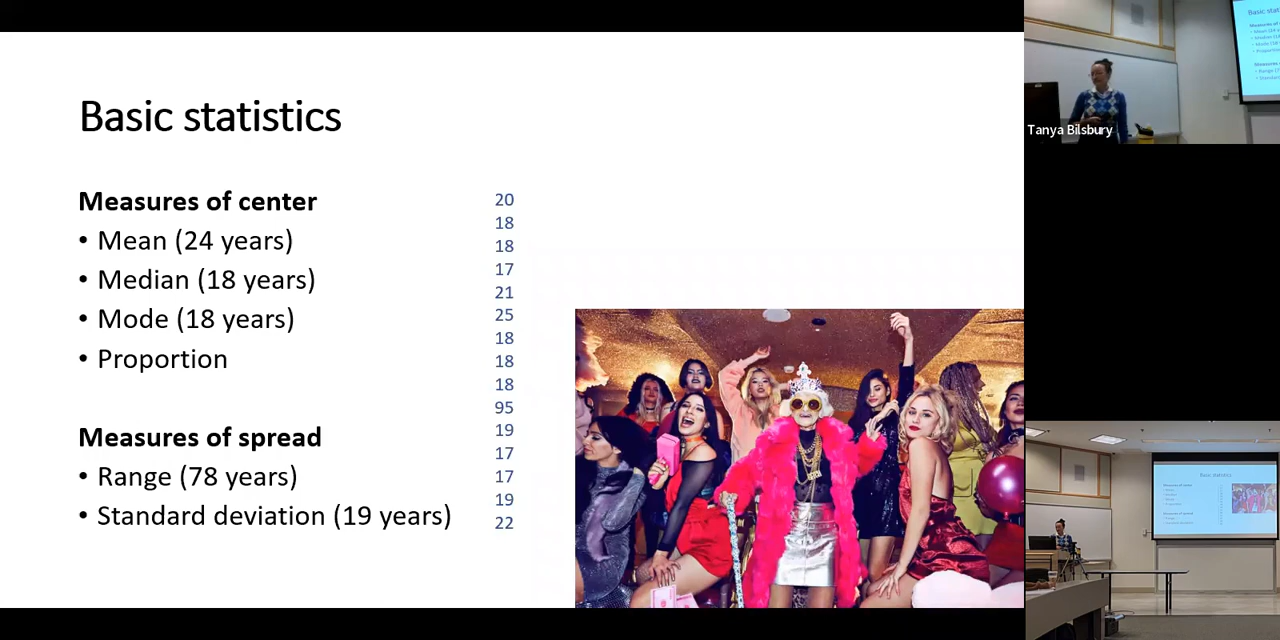 Basic statistics
Measures of center
• Mean (24 years)
• Median (18 years)
• Mode (18 years)
• Proportion
Measures of spread
• Range (78 years)
• Standard deviation (19 years)
20
18
18
17
21
25
18
18
18
95
19
17
17
19
22
Tanya Bilsbury
Basic statistics